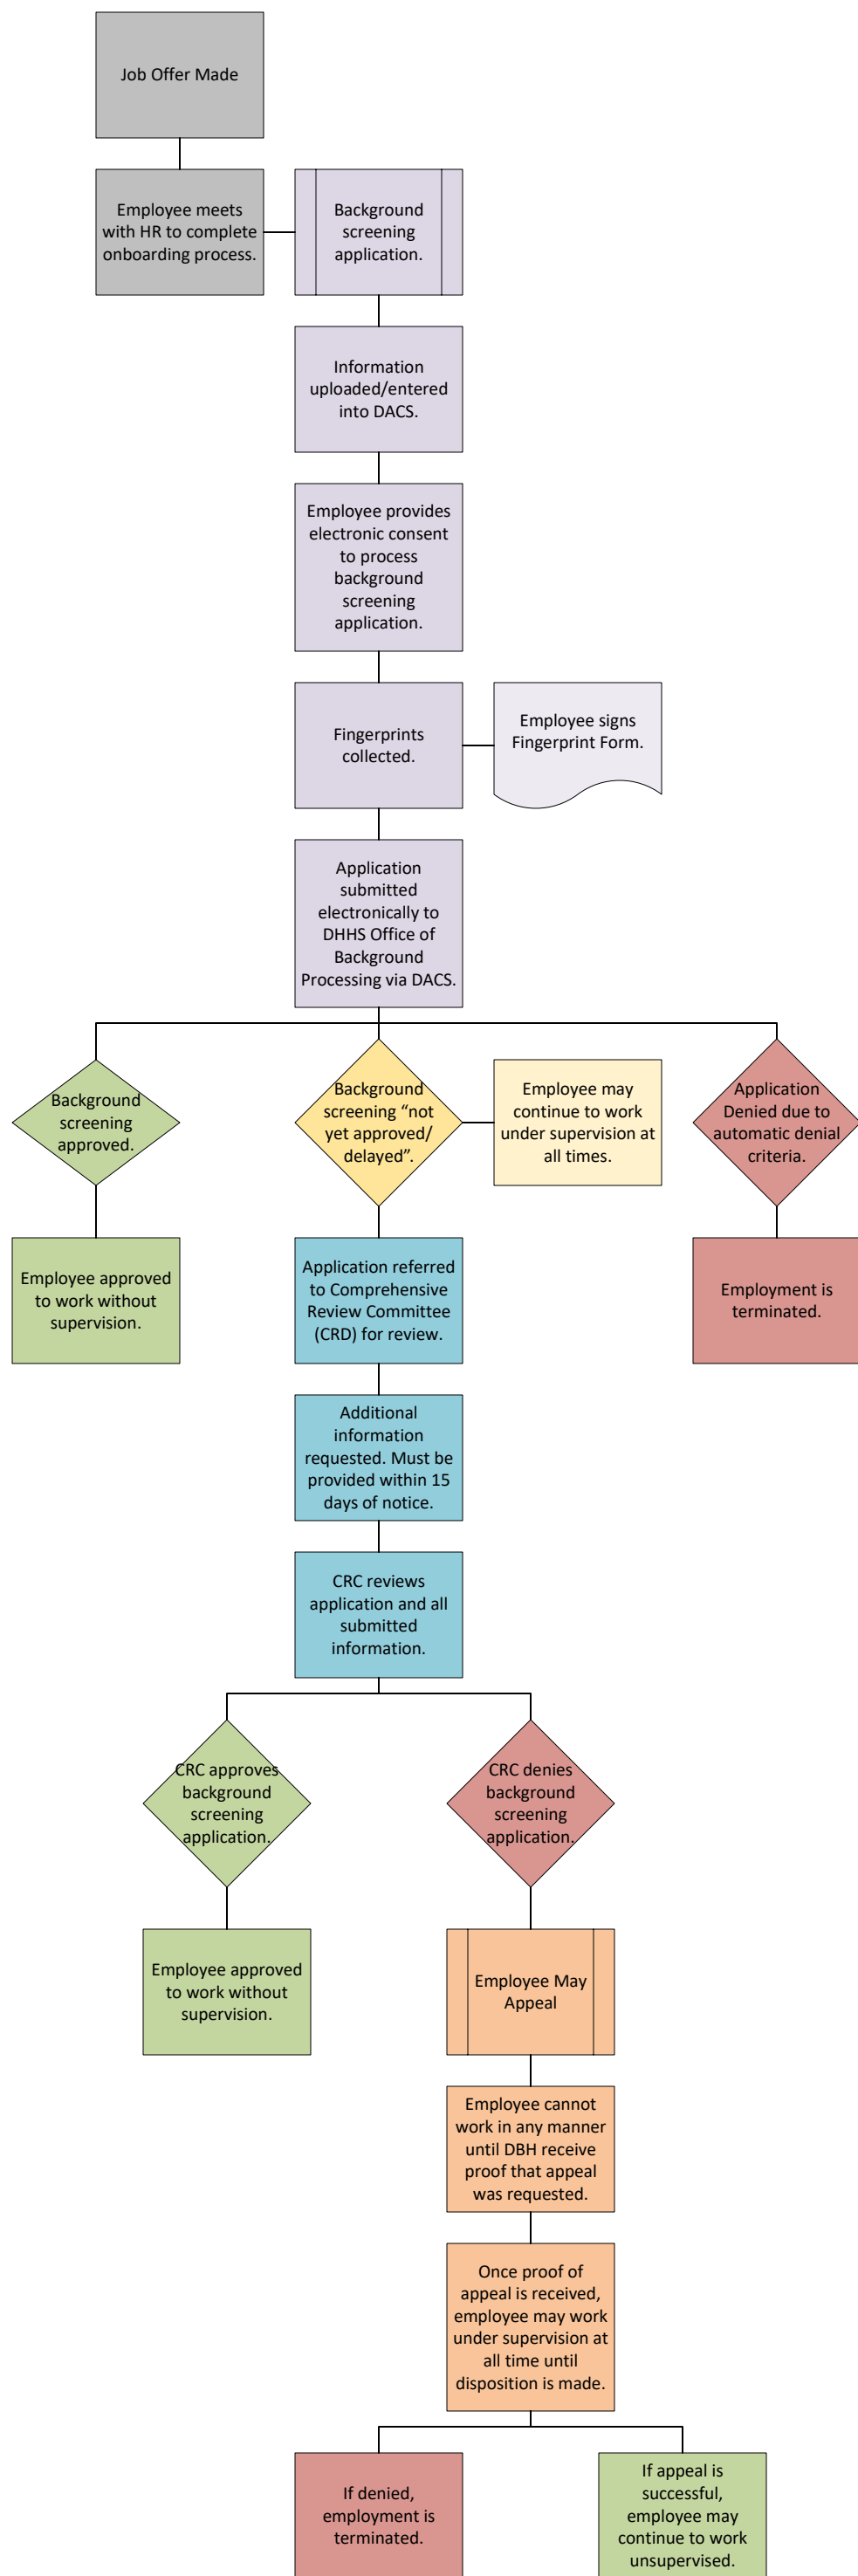 Job Offer Made
Employee meets
with HR to complete
onboarding process.
Background
screening
application.
Information
uploaded/entered
into DACS.
Employee provides
electronic consent
to process
background
screening
application.
Fingerprints
collected.
Employee signs
Fingerprint Form.
Application
submitted
electronically to
DHHS Office of
Background
Processing via DACS.
Background
screening
approved.
Background
screening “not
yet approved/
delayed”.
Employee may
continue to work
under supervision at
all times.
Application
Denied due to
automatic denial
criteria.
Employee approved
to work without
supervision.
Application referred
to Comprehensive
Review Committee
(CRD) for review.
Employment is
terminated.
Additional
information
requested. Must be
provided within 15
days of notice.
CRC reviews
application and all
submitted
information.
CRC approves
background
screening
application.
CRC denies
background
screening
application.
Employee approved
to work without
supervision.
Employee May
Appeal
Employee cannot
work in any manner
until DBH receive
proof that appeal
was requested.
Once proof of
appeal is received,
employee may work
under supervision at
all time until
disposition is made.
If denied,
employment is
terminated.
If appeal is
successful,
employee may
continue to work
unsupervised.